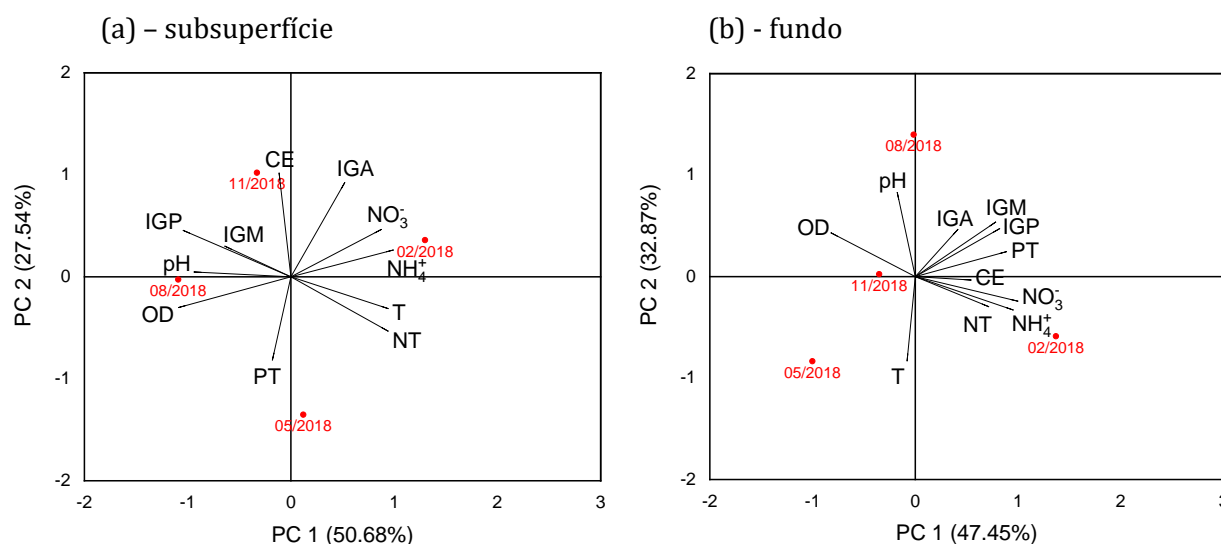 (a) – subsuperfície
2
1
0
-1
-2
PC 2 (27.54%)
CE
11/2018
IGA
IGP
IGM
NO₃⁻
02/2018
pH
NH₄⁺
08/2018
OD
T
NT
PT
05/2018
-2
-1
0
1
2
3
PC 1 (50.68%)
(b) - fundo
2
1
0
-1
-2
PC 2 (32.87%)
08/2018
pH
OD
IGA
IGM
IGP
PT
11/2018
CE
NO₃⁻
NT
NH₄⁺
02/2018
05/2018
T
-2
-1
0
1
2
3
PC 1 (47.45%)